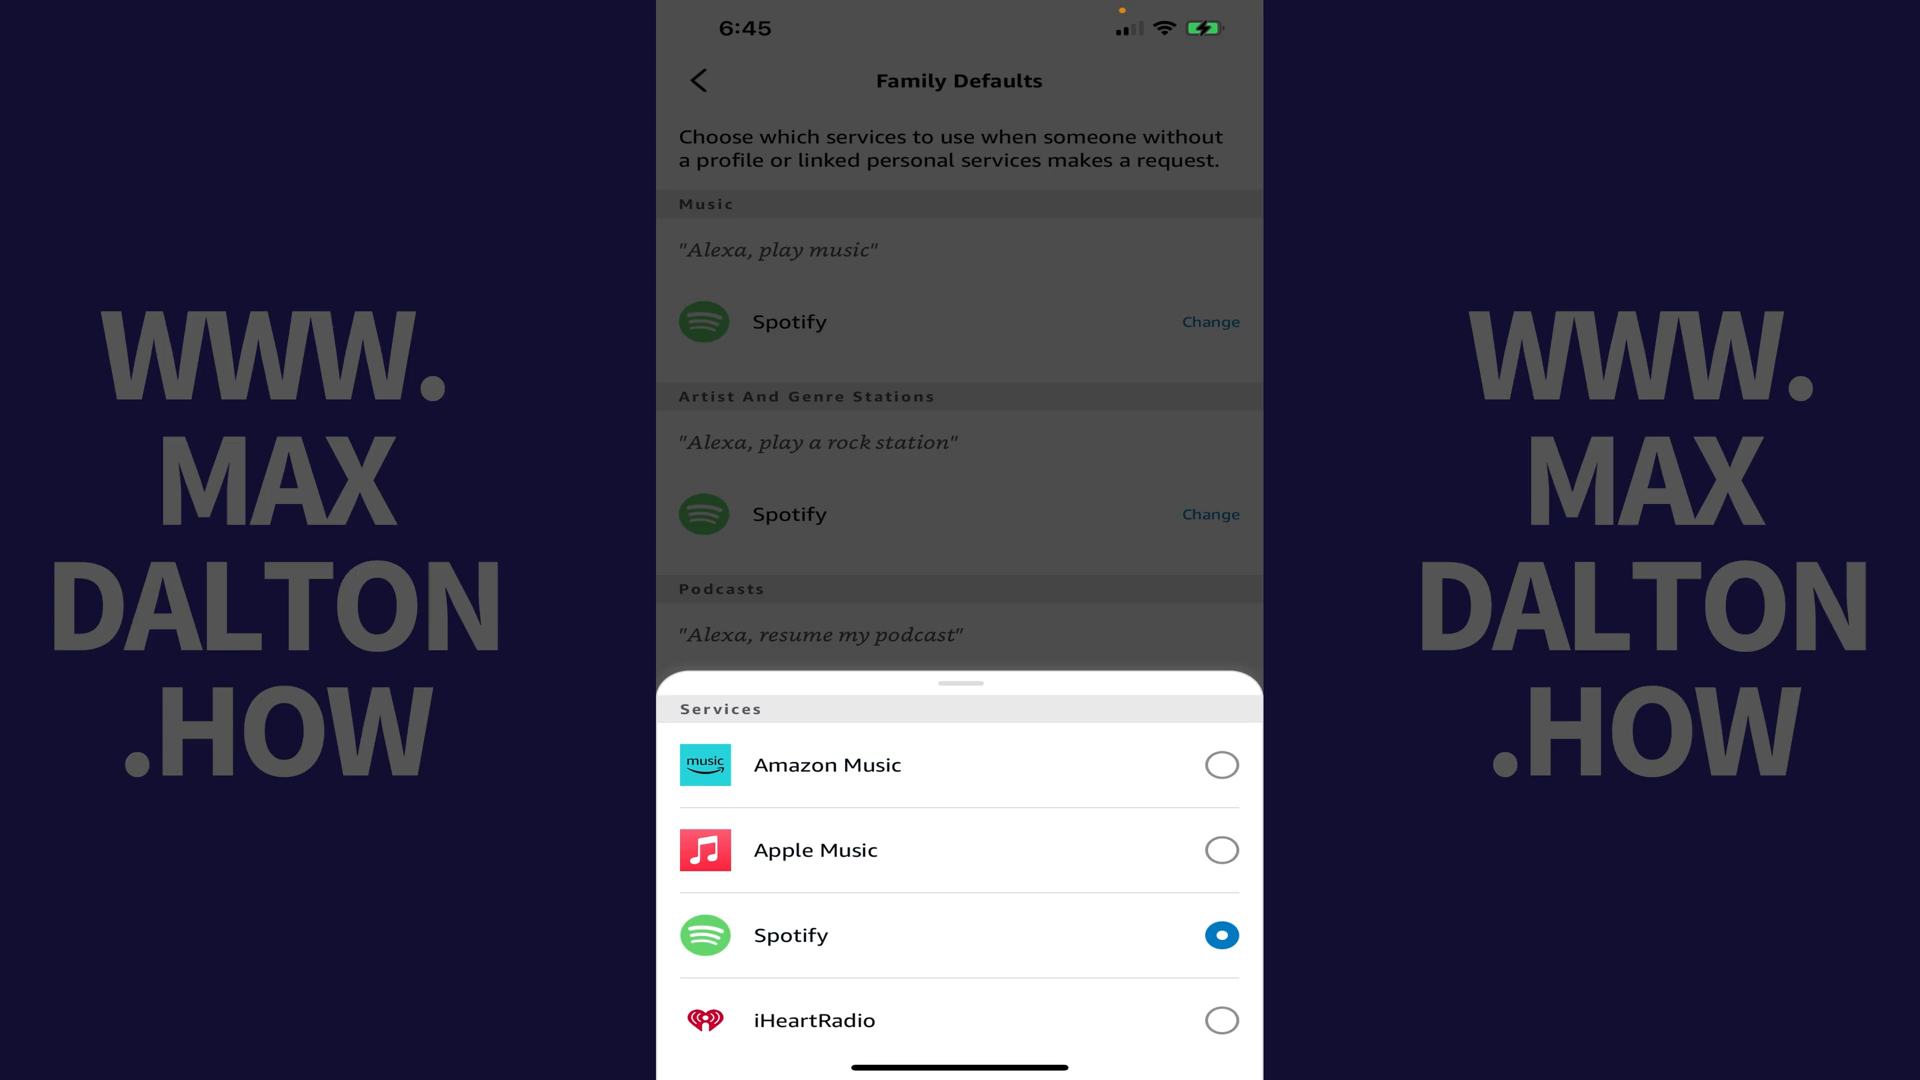 WWW.
MAX
DALTON
.HOW
6:45
Family Defaults
Choose which services to use when someone without
a profile or linked personal services makes a request.
Music
"Alexa, play music"
Spotify
Change
Artist And Genre Stations
"Alexa, play a rock station"
Spotify
Change
Podcasts
"Alexa, resume my podcast"
Services
music
Amazon Music
Apple Music
Spotify
iHeartRadio
WWW.
MAX
DALTON
.HOW